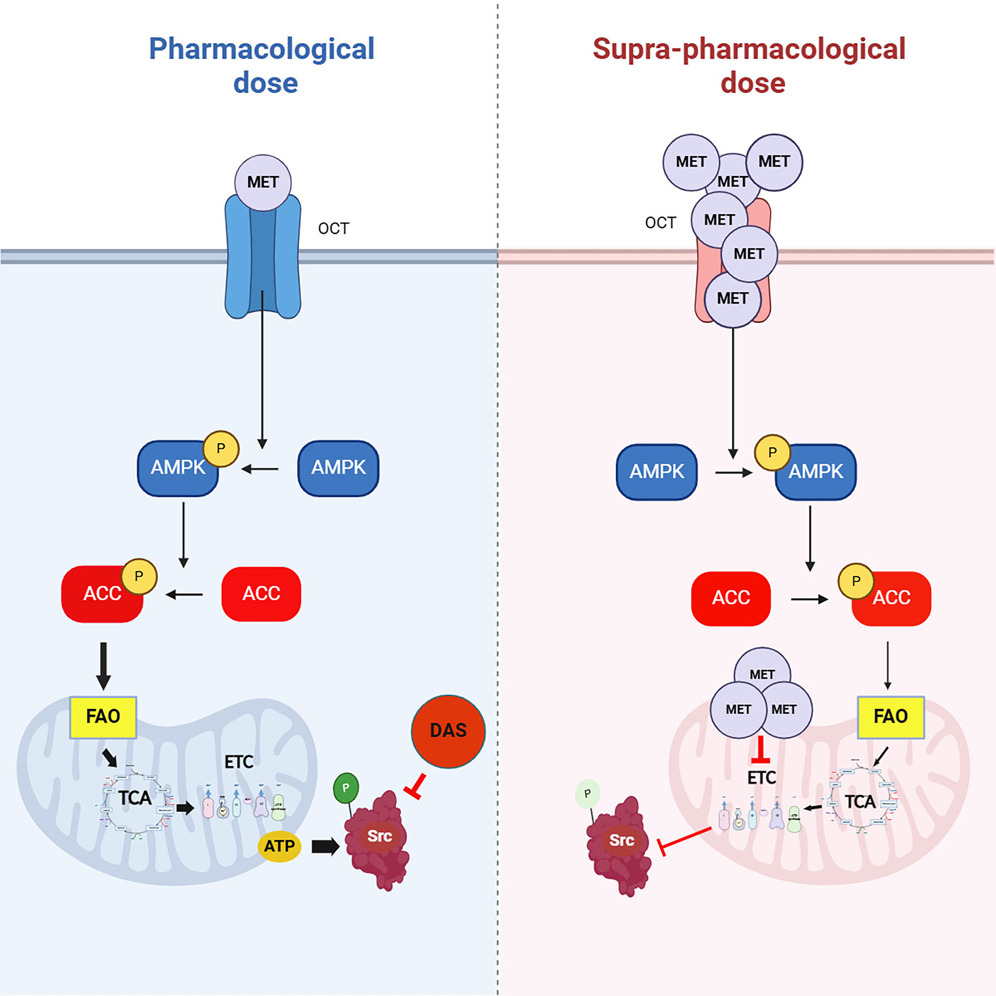 Pharmacological
dose
MET
OCT
AMPK
P
AMPK
ACC
P
ACC
FAO
TCA
ETC
ATP
DAS
P
Src
Supra-pharmacological
dose
MET
MET
MET
MET
OCT
MET
MET
AMPK
P
AMPK
ACC
P
ACC
MET
MET
MET
FAO
ETC
TCA
P
Src